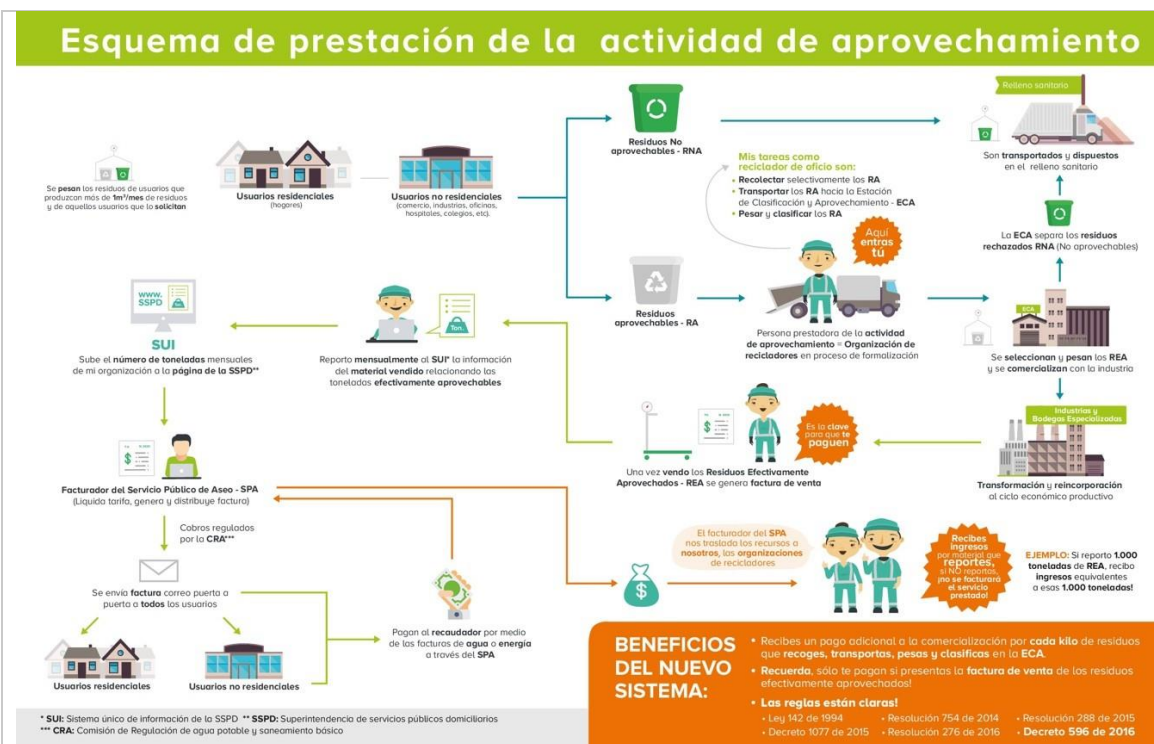 Esquema de prestación de la actividad de aprovechamiento
Se pesan los residuos de usuarios que
produzcan más de 1m³/mes de residuos
y de aquellos usuarios que lo solicitan
Usuarios residenciales
(hogares)
Usuarios no residenciales
(comercio, industrias, oficinas,
hospitales, colegios, etc).
Residuos No
aprovechables - RNA
Relleno sanitario
Son transportados y dispuestos
en el relleno sanitario
Mis tareas como
reciclador de oficio son:
• Recolectar selectivamente los RA
• Transportar los RA hacia la Estación
de Clasificación y Aprovechamiento - ECA
• Pesar y clasificar los RA
Aquí
entras
tú
La ECA separa los residuos
rechazados RNA (No aprovechables)
Residuos
aprovechables - RA
Persona prestadora de la actividad
de aprovechamiento = Organización de
recicladores en proceso de formalización
ECA
Se seleccionan y pesan los REA
y se comercializan con la industria
www.
SSPD
SUI
Sube el número de toneladas mensuales
de mi organización a la página de la SSPD**
Ton.
Reporto mensualmente al SUI* la información
del material vendido relacionando las
toneladas efectivamente aprovechables
Es la clave
para que te
paguen
Una vez vendo los Residuos Efectivamente
Aprovechados - REA se genera factura de venta
Industrias y
Bodegas Especializadas
Transformación y reincorporación
al ciclo económico productivo
Facturador del Servicio Público de Aseo - SPA
(Liquida tarifa, genera y distribuye factura)
Cobros regulados
por la CRA***
Se envía factura correo puerta a
puerta a todos los usuarios
Usuarios residenciales
Usuarios no residenciales
Pagan al recaudador por medio
de las facturas de agua o energía
a través del SPA
El facturador del SPA
nos traslada los recursos a
nosotros, las organizaciones
de recicladores
Recibes
ingresos
por material que
reportes,
si NO reportas,
¡no se facturará
el servicio
prestado!
EJEMPLO: Si reporto 1.000
toneladas de REA, recibo
ingresos equivalentes
a esas 1.000 toneladas!
BENEFICIOS
DEL NUEVO
SISTEMA:
• Recibes un pago adicional a la comercialización por cada kilo de residuos
que recoges, transportas, pesas y clasificas en la ECA.
• Recuerda, sólo te pagan si presentas la factura de venta de los residuos
efectivamente aprovechados!
• Las reglas están claras!
• Ley 142 de 1994 • Resolución 754 de 2014 • Resolución 288 de 2015
• Decreto 1077 de 2015 • Resolución 276 de 2016 • Decreto 596 de 2016
* SUI: Sistema único de información de la SSPD ** SSPD: Superintendencia de servicios públicos domiciliarios
*** CRA: Comisión de Regulación de agua potable y saneamiento básico